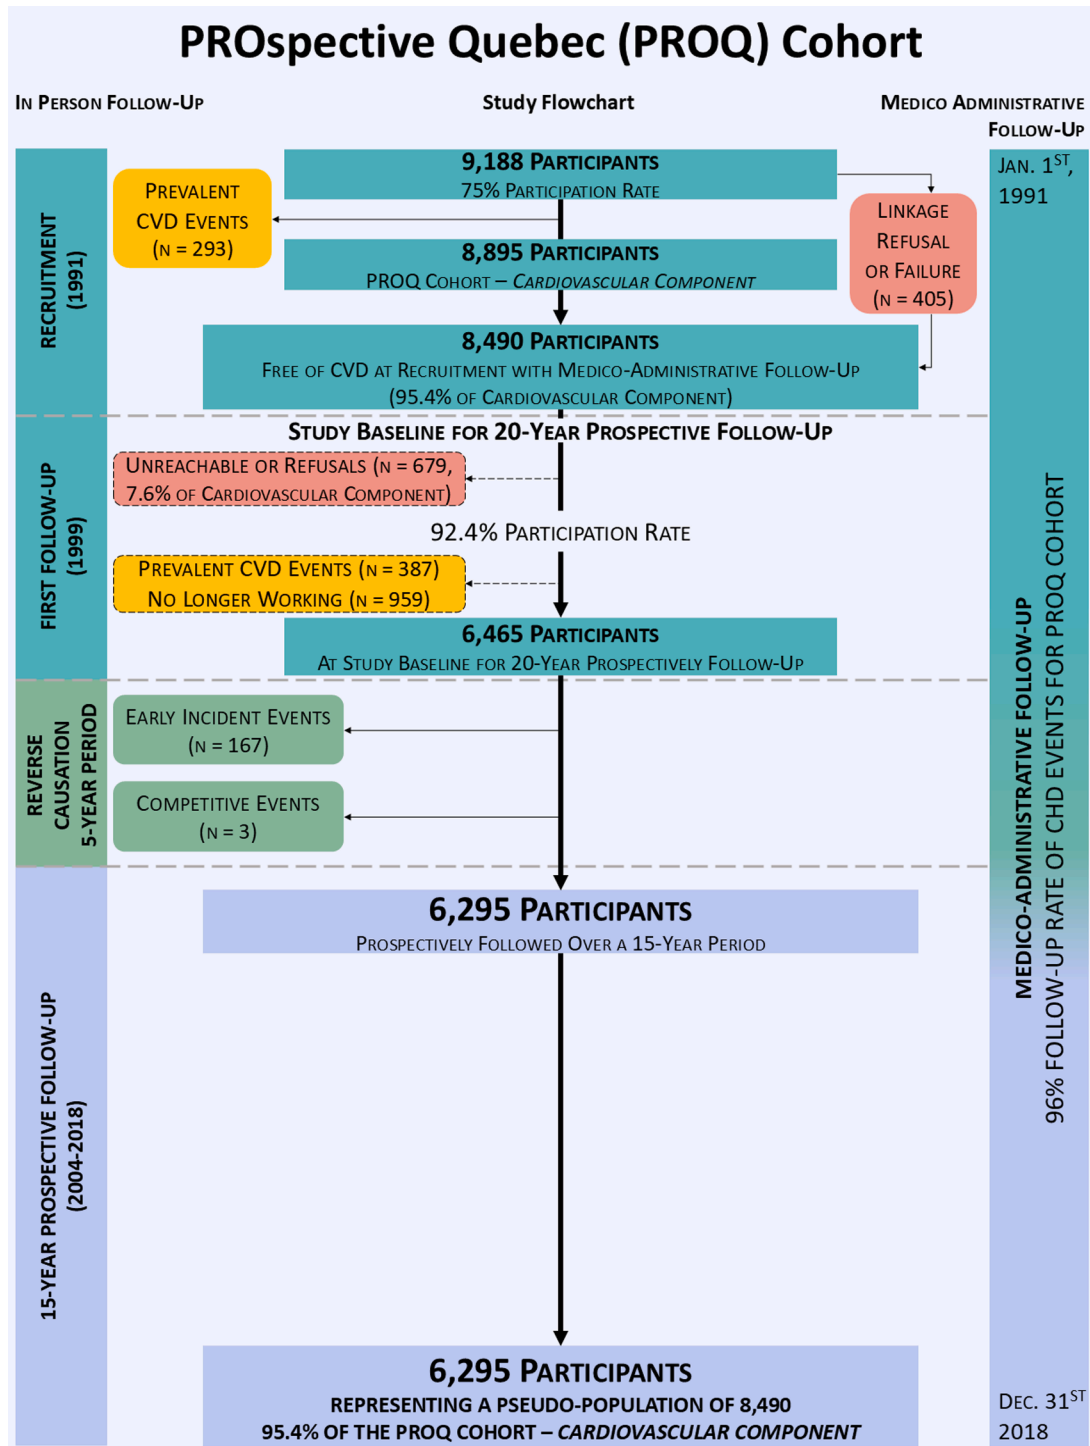 PROspective Quebec (PROQ) Cohort
In Person Follow-Up
Study Flowchart
Medico Administrative
Follow-Up
Recruitment
(1991)
9,188 Participants
75% Participation Rate
Jan. 1st,
1991
Prevalent
CVD Events
(n = 293)
Linkage
Refusal
or Failure
(n = 405)
8,895 Participants
PROQ Cohort – Cardiovascular Component
8,490 Participants
Free of CVD at Recruitment with Medico-Administrative Follow-Up
(95.4% of Cardiovascular Component)
Study Baseline for 20-Year Prospective Follow-Up
First Follow-Up
(1999)
Unreachable or Refusals (n = 679,
7.6% of Cardiovascular Component)
92.4% Participation Rate
Prevalent CVD Events (n = 387)
No Longer Working (n = 959)
6,465 Participants
At Study Baseline for 20-Year Prospectively Follow-Up
Reverse
Causation
5-Year Period
Early Incident Events
(n = 167)
Competitive Events
(n = 3)
Medico-Administrative Follow-Up
96% Follow-Up Rate of CHD Events for PROQ Cohort
15-Year Prospective Follow-Up
(2004-2018)
6,295 Participants
Prospectively Followed Over a 15-Year Period
6,295 Participants
Representing a Pseudo-Population of 8,490
95.4% of the PROQ Cohort – Cardiovascular Component
Dec. 31st
2018